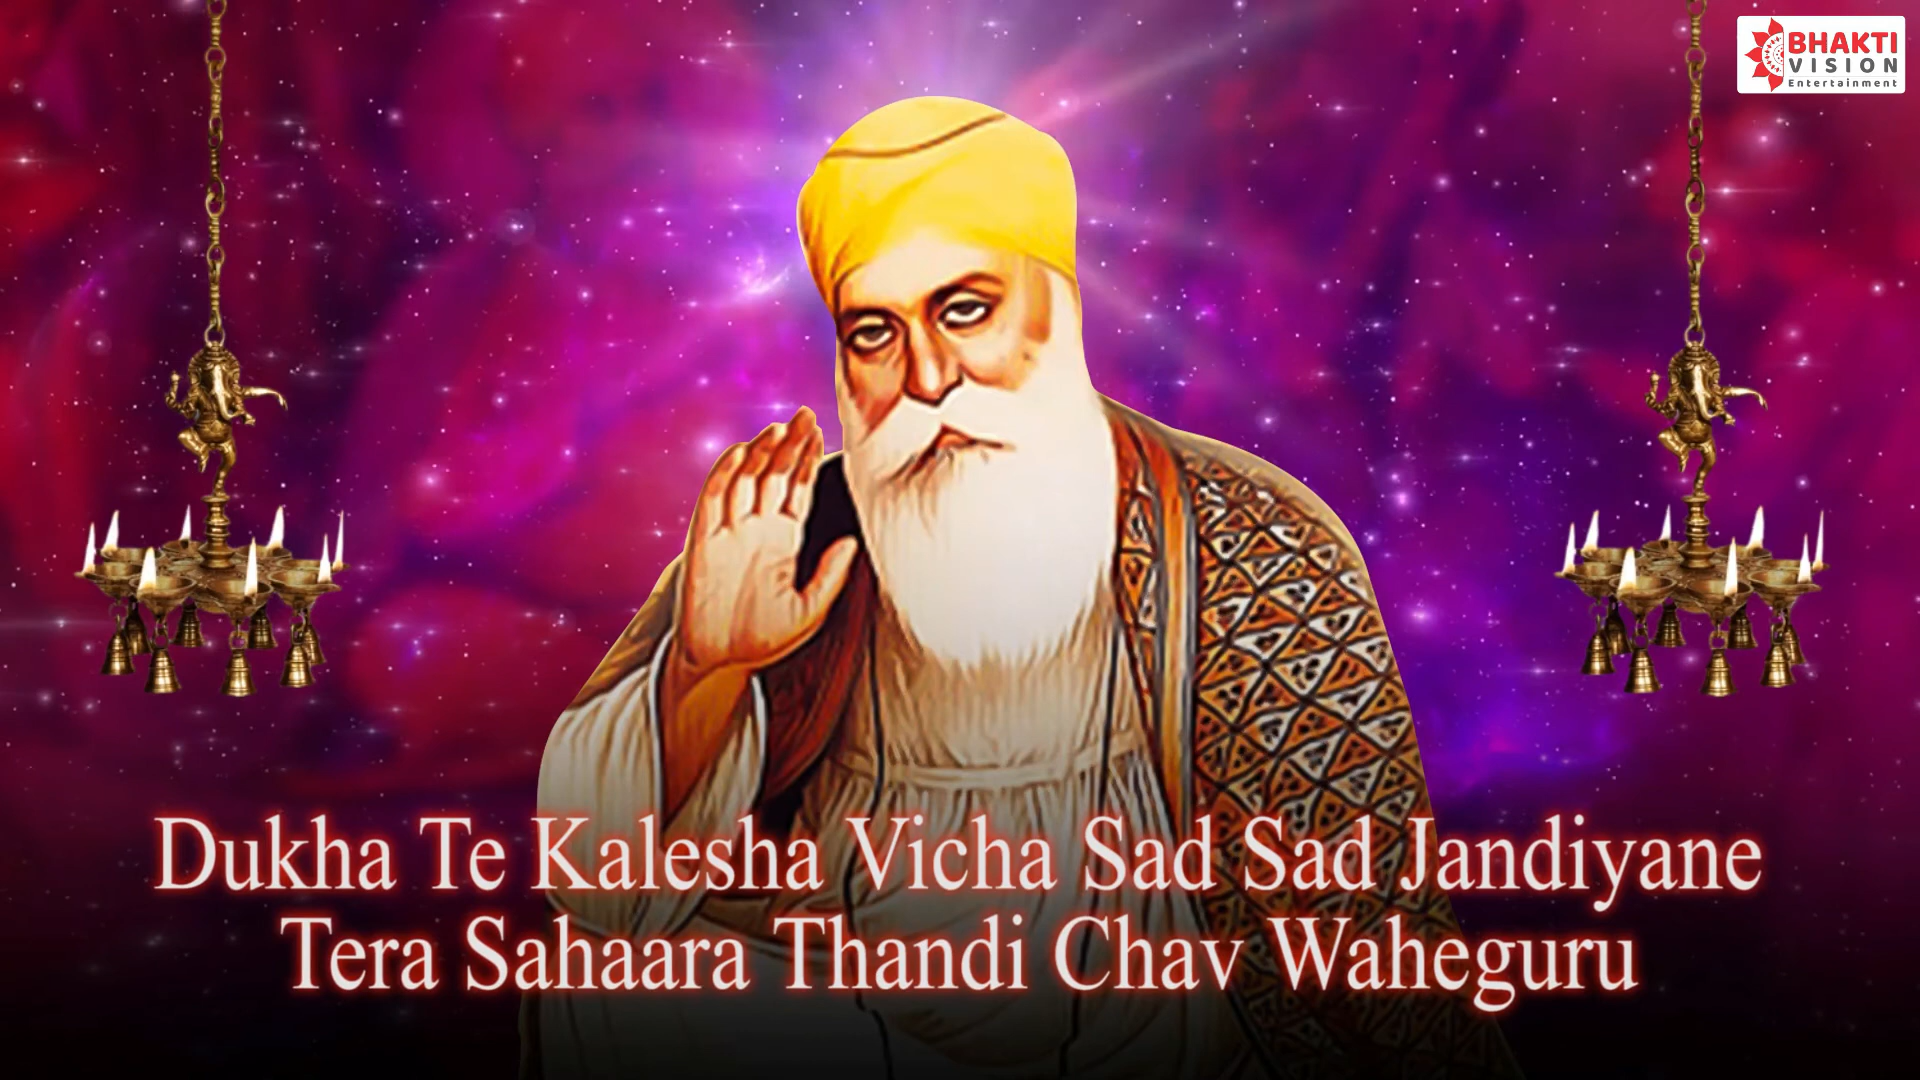 BHAKTI
VISION
Entertainment
Dukha Te Kalesha Vicha Sad Sad Jandiyane
Tera Sahaara Thandi Chav Waheguru